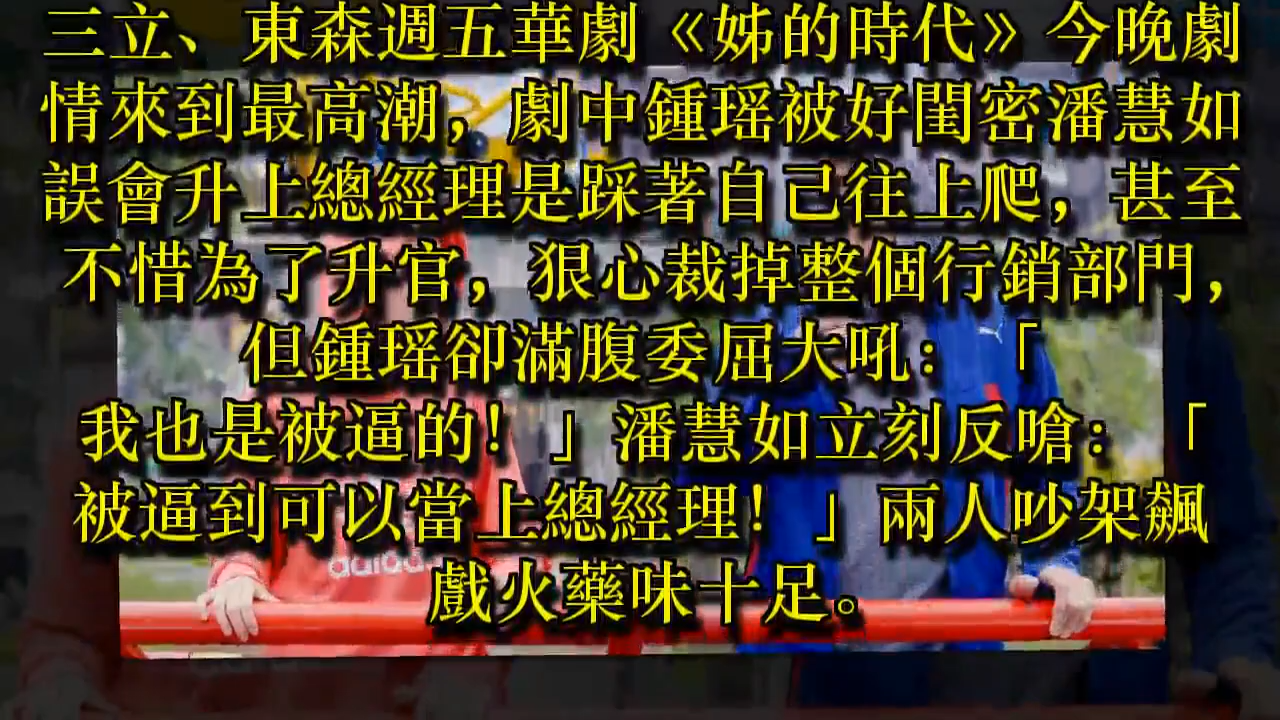 三立、東森週五華劇《姊的時代》今晚劇
情來到最高潮，劇中鍾瑶被好閨密潘慧如
誤會升上總經理是踩著自己往上爬，甚至
不惜為了升官，狠心裁掉整個行銷部門，
但鍾瑶卻滿腹委屈大吼：「
我也是被逼的！」潘慧如立刻反嗆：「
被逼到可以當上總經理！」兩人吵架飆
戲火藥味十足。
adidas